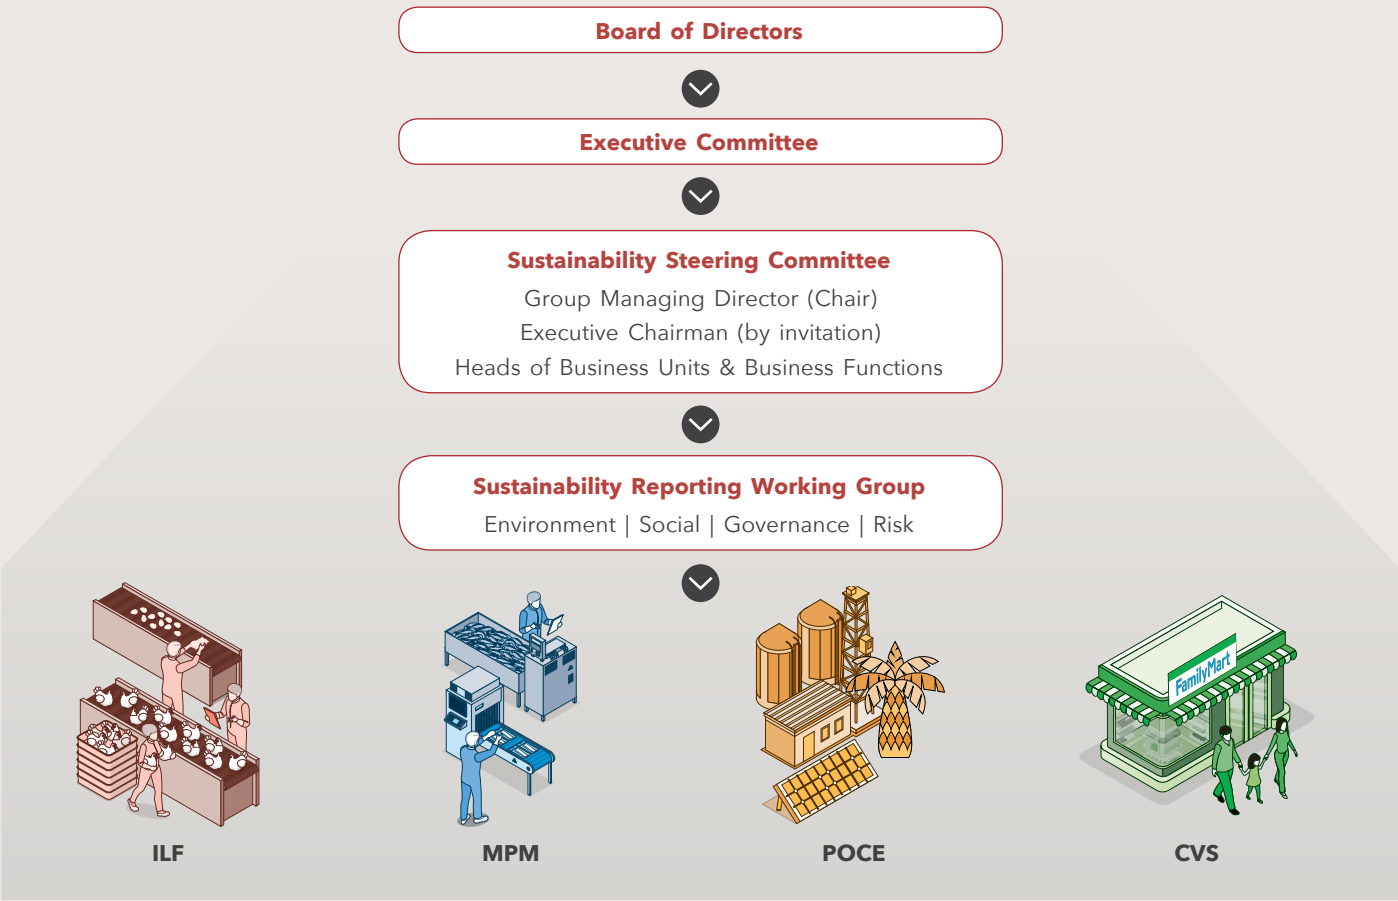 Board of Directors
Executive Committee
Sustainability Steering Committee
Group Managing Director (Chair)
Executive Chairman (by invitation)
Heads of Business Units & Business Functions
Sustainability Reporting Working Group
Environment | Social | Governance | Risk
FamilyMart
ILF
MPM
POCE
CVS